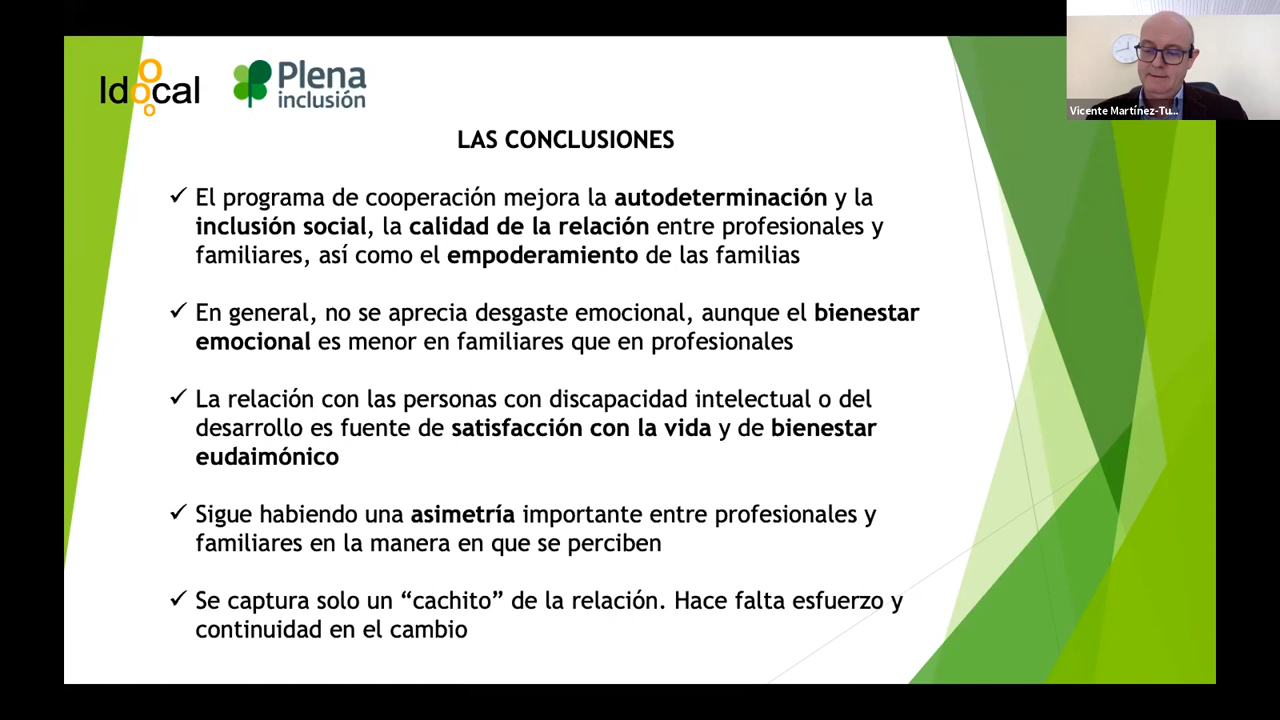 Idocal
Plena
inclusión
Vicente Martínez-Tu...
LAS CONCLUSIONES
✓ El programa de cooperación mejora la autodeterminación y la
inclusión social, la calidad de la relación entre profesionales y
familiares, así como el empoderamiento de las familias
✓ En general, no se aprecia desgaste emocional, aunque el bienestar
emocional es menor en familiares que en profesionales
✓ La relación con las personas con discapacidad intelectual o del
desarrollo es fuente de satisfacción con la vida y de bienestar
eudaimónico
✓ Sigue habiendo una asimetría importante entre profesionales y
familiares en la manera en que se perciben
✓ Se captura solo un “cachito” de la relación. Hace falta esfuerzo y
continuidad en el cambio